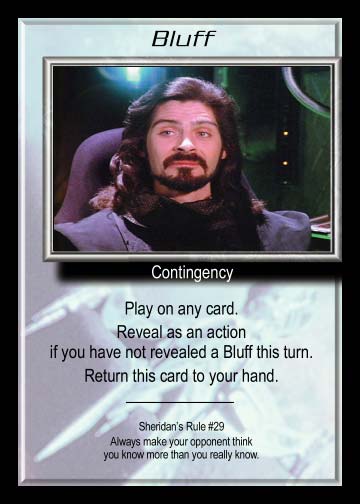 Bluff
Contingency
Play on any card.
Reveal as an action
if you have not revealed a Bluff this turn.
Return this card to your hand.
Sheridan's Rule #29
Always make your opponent think
you know more than you really know.